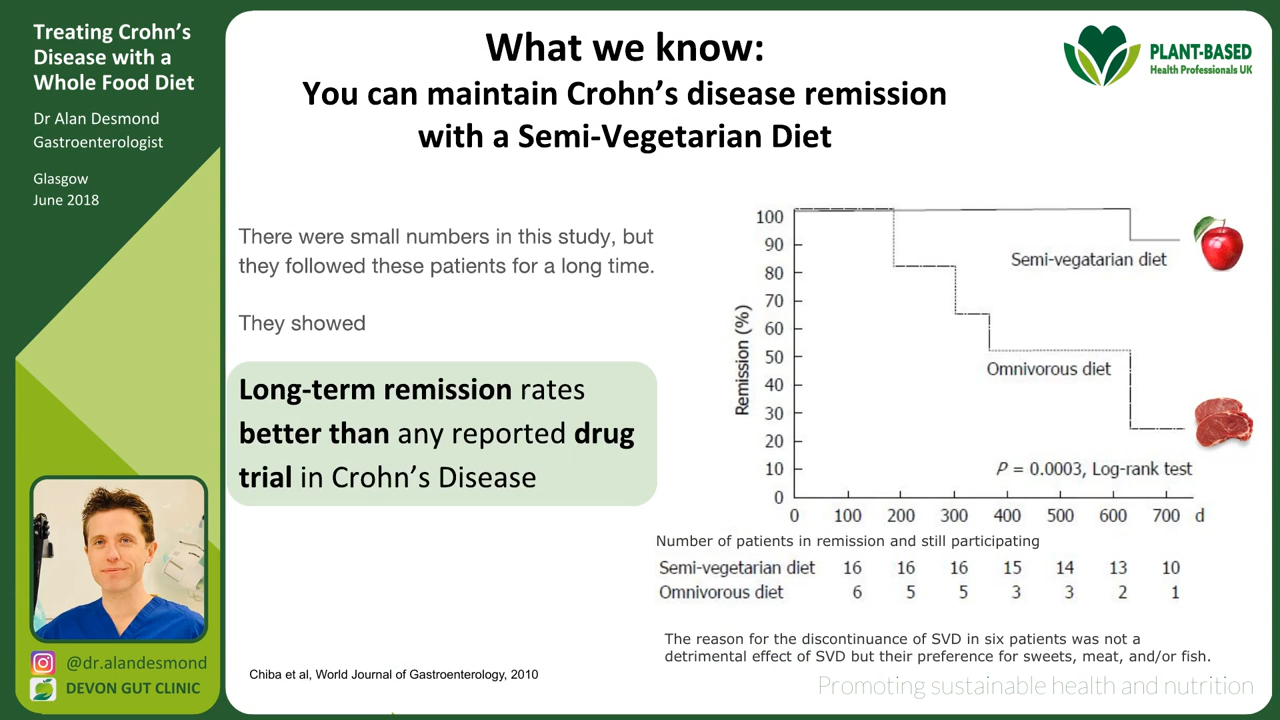 Treating Crohn's
Disease with a
Whole Food Diet
Dr Alan Desmond
Gastroenterologist
Glasgow
June 2018
@dr.alandesmond
DEVON GUT CLINIC
What we know:
You can maintain Crohn's disease remission
with a Semi-Vegetarian Diet
PLANT-BASED
Health Professionals UK
There were small numbers in this study, but
they followed these patients for a long time.
They showed
Long-term remission rates
better than any reported drug
trial in Crohn's Disease
Remission (%)
100
90
80
70
60
50
40
30
20
10
0
Semi-vegatarian diet
Omnivorous diet
P = 0.0003, Log-rank test
0 100 200 300 400 500 600 700 d
Number of patients in remission and still participating
Semi-vegetarian diet 16 16 16 15 14 13 10
Omnivorous diet 6 5 5 3 3 2 1
The reason for the discontinuance of SVD in six patients was not a
detrimental effect of SVD but their preference for sweets, meat, and/or fish.
Chiba et al, World Journal of Gastroenterology, 2010
Promoting sustainable health and nutrition